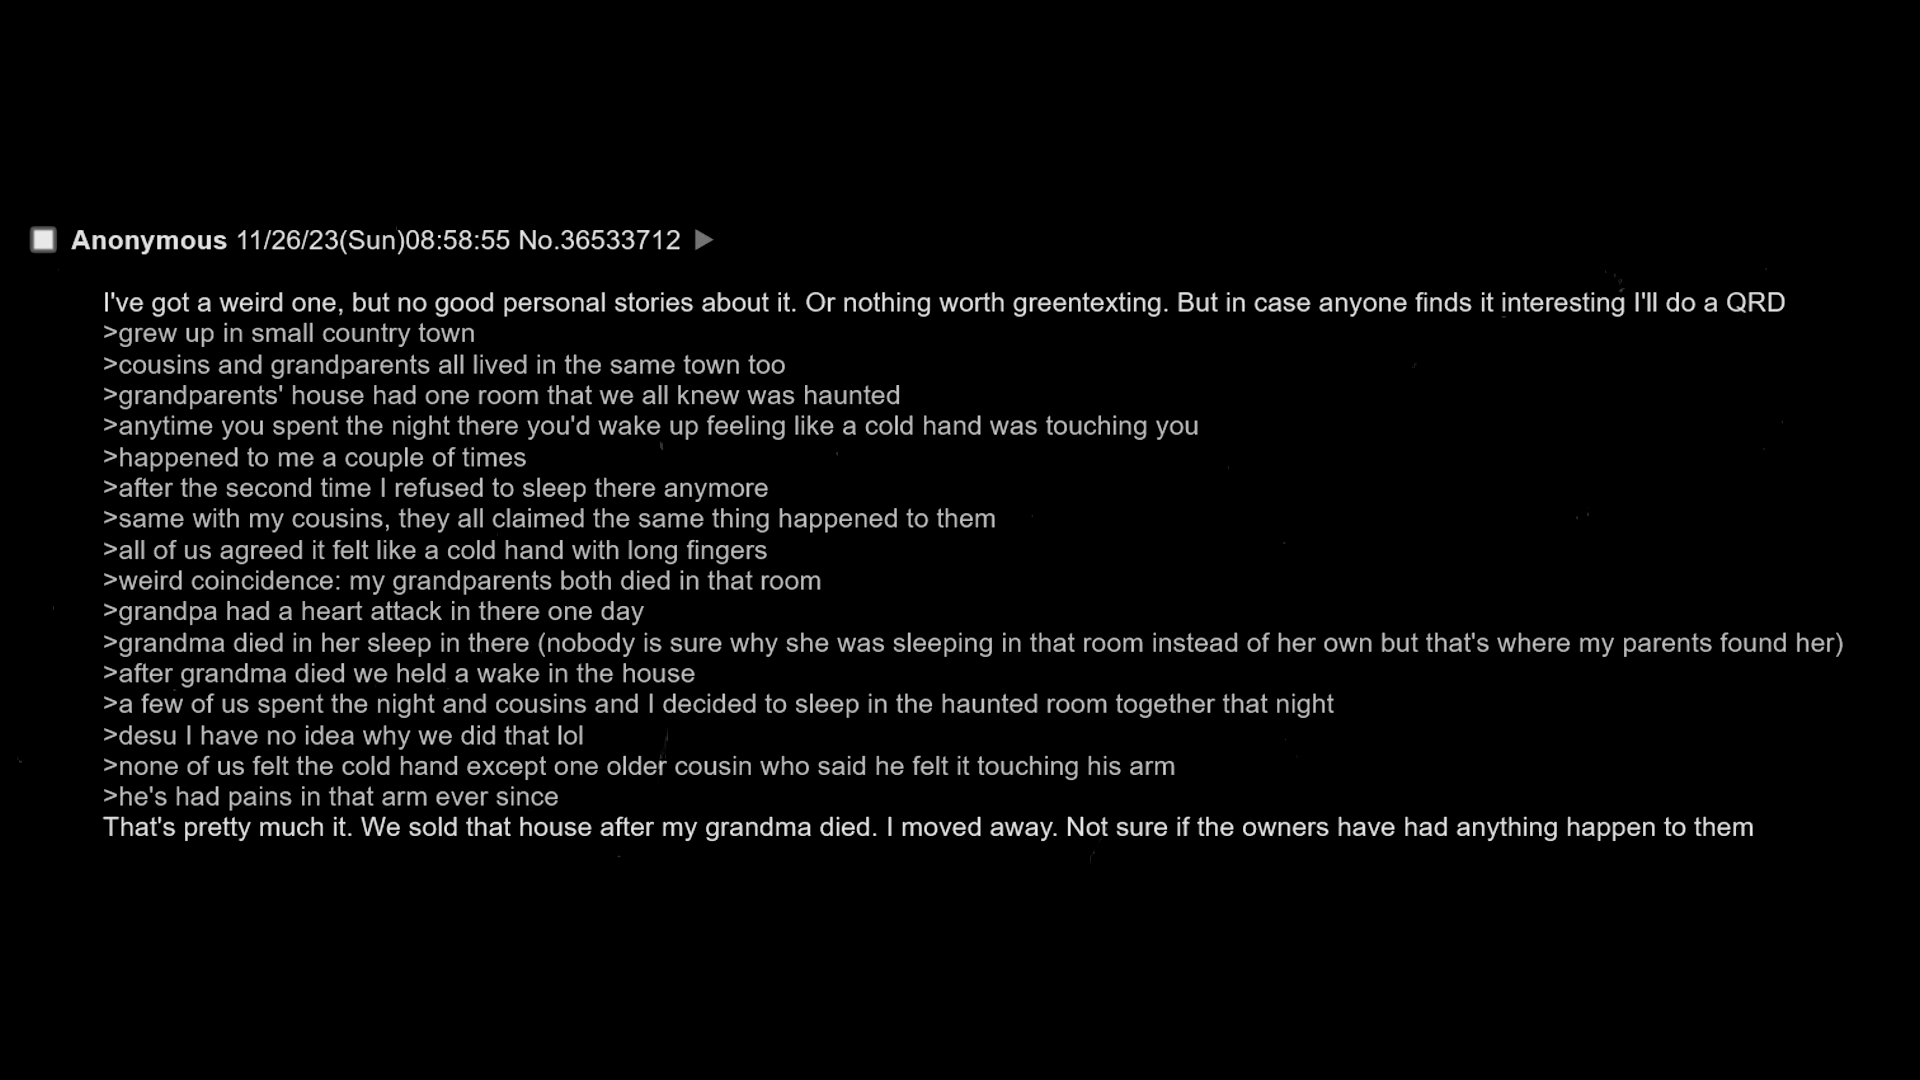 Anonymous 11/26/23(Sun)08:58:55 No.36533712
I've got a weird one, but no good personal stories about it. Or nothing worth greentexting. But in case anyone finds it interesting I'll do a QRD
>grew up in small country town
>cousins and grandparents all lived in the same town too
>grandparents' house had one room that we all knew was haunted
>anytime you spent the night there you'd wake up feeling like a cold hand was touching you
>happened to me a couple of times
>after the second time I refused to sleep there anymore
>same with my cousins, they all claimed the same thing happened to them
>all of us agreed it felt like a cold hand with long fingers
>weird coincidence: my grandparents both died in that room
>grandpa had a heart attack in there one day
>grandma died in her sleep in there (nobody is sure why she was sleeping in that room instead of her own but that's where my parents found her)
>after grandma died we held a wake in the house
>a few of us spent the night and cousins and I decided to sleep in the haunted room together that night
>desu I have no idea why we did that lol
>none of us felt the cold hand except one older cousin who said he felt it touching his arm
>he's had pains in that arm ever since
That's pretty much it. We sold that house after my grandma died. I moved away. Not sure if the owners have had anything happen to them